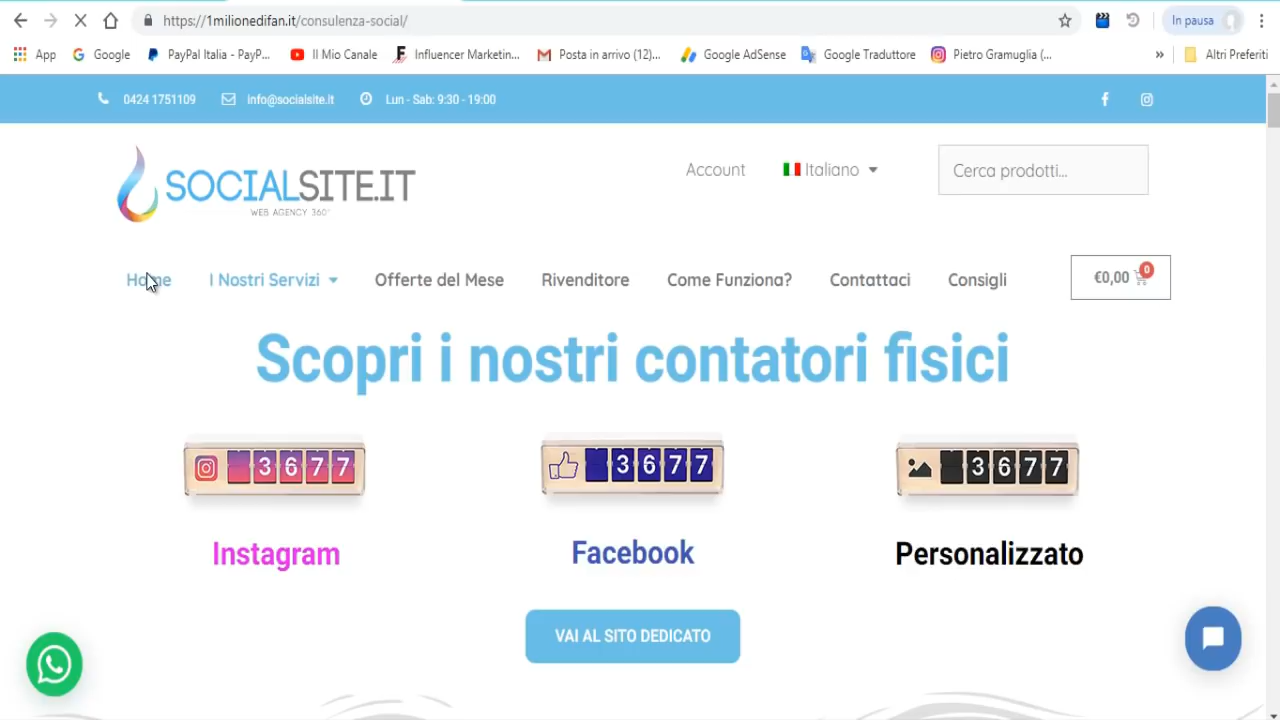 https://1milionedifan.it/consulenza-social/
In pausa
App
Google
PayPal Italia - PayP...
Il Mio Canale
Influencer Marketin...
Posta in arrivo (12)...
Google AdSense
Google Traduttore
Pietro Gramuglia (...
»
Altri Preferiti
0424 1751109
info@socialsite.it
Lun - Sab: 9:30 - 19:00
SOCIALSITE.IT
WEB AGENCY 360°
Account
Italiano
Cerca prodotti...
Home
I Nostri Servizi
Offerte del Mese
Rivenditore
Come Funziona?
Contattaci
Consigli
€0,00
0
Scopri i nostri contatori fisici
3677
3677
3677
Instagram
Facebook
Personalizzato
VAI AL SITO DEDICATO